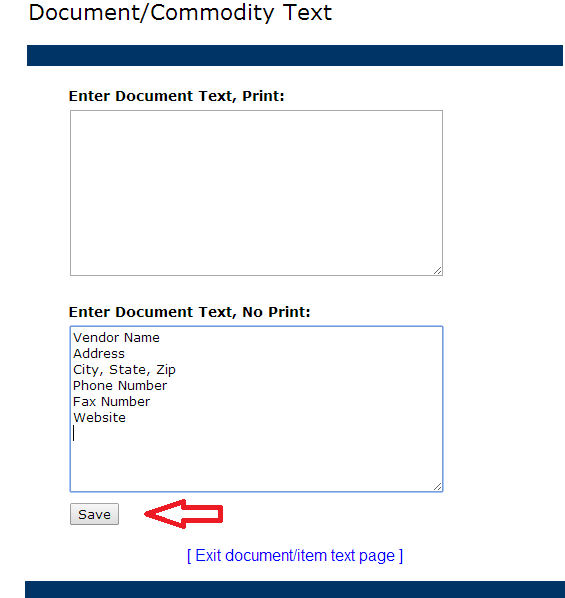 Document/Commodity Text
Enter Document Text, Print:
Enter Document Text, No Print:
Vendor Name
Address
City, State, Zip
Phone Number
Fax Number
Website
Save
[ Exit document/item text page ]